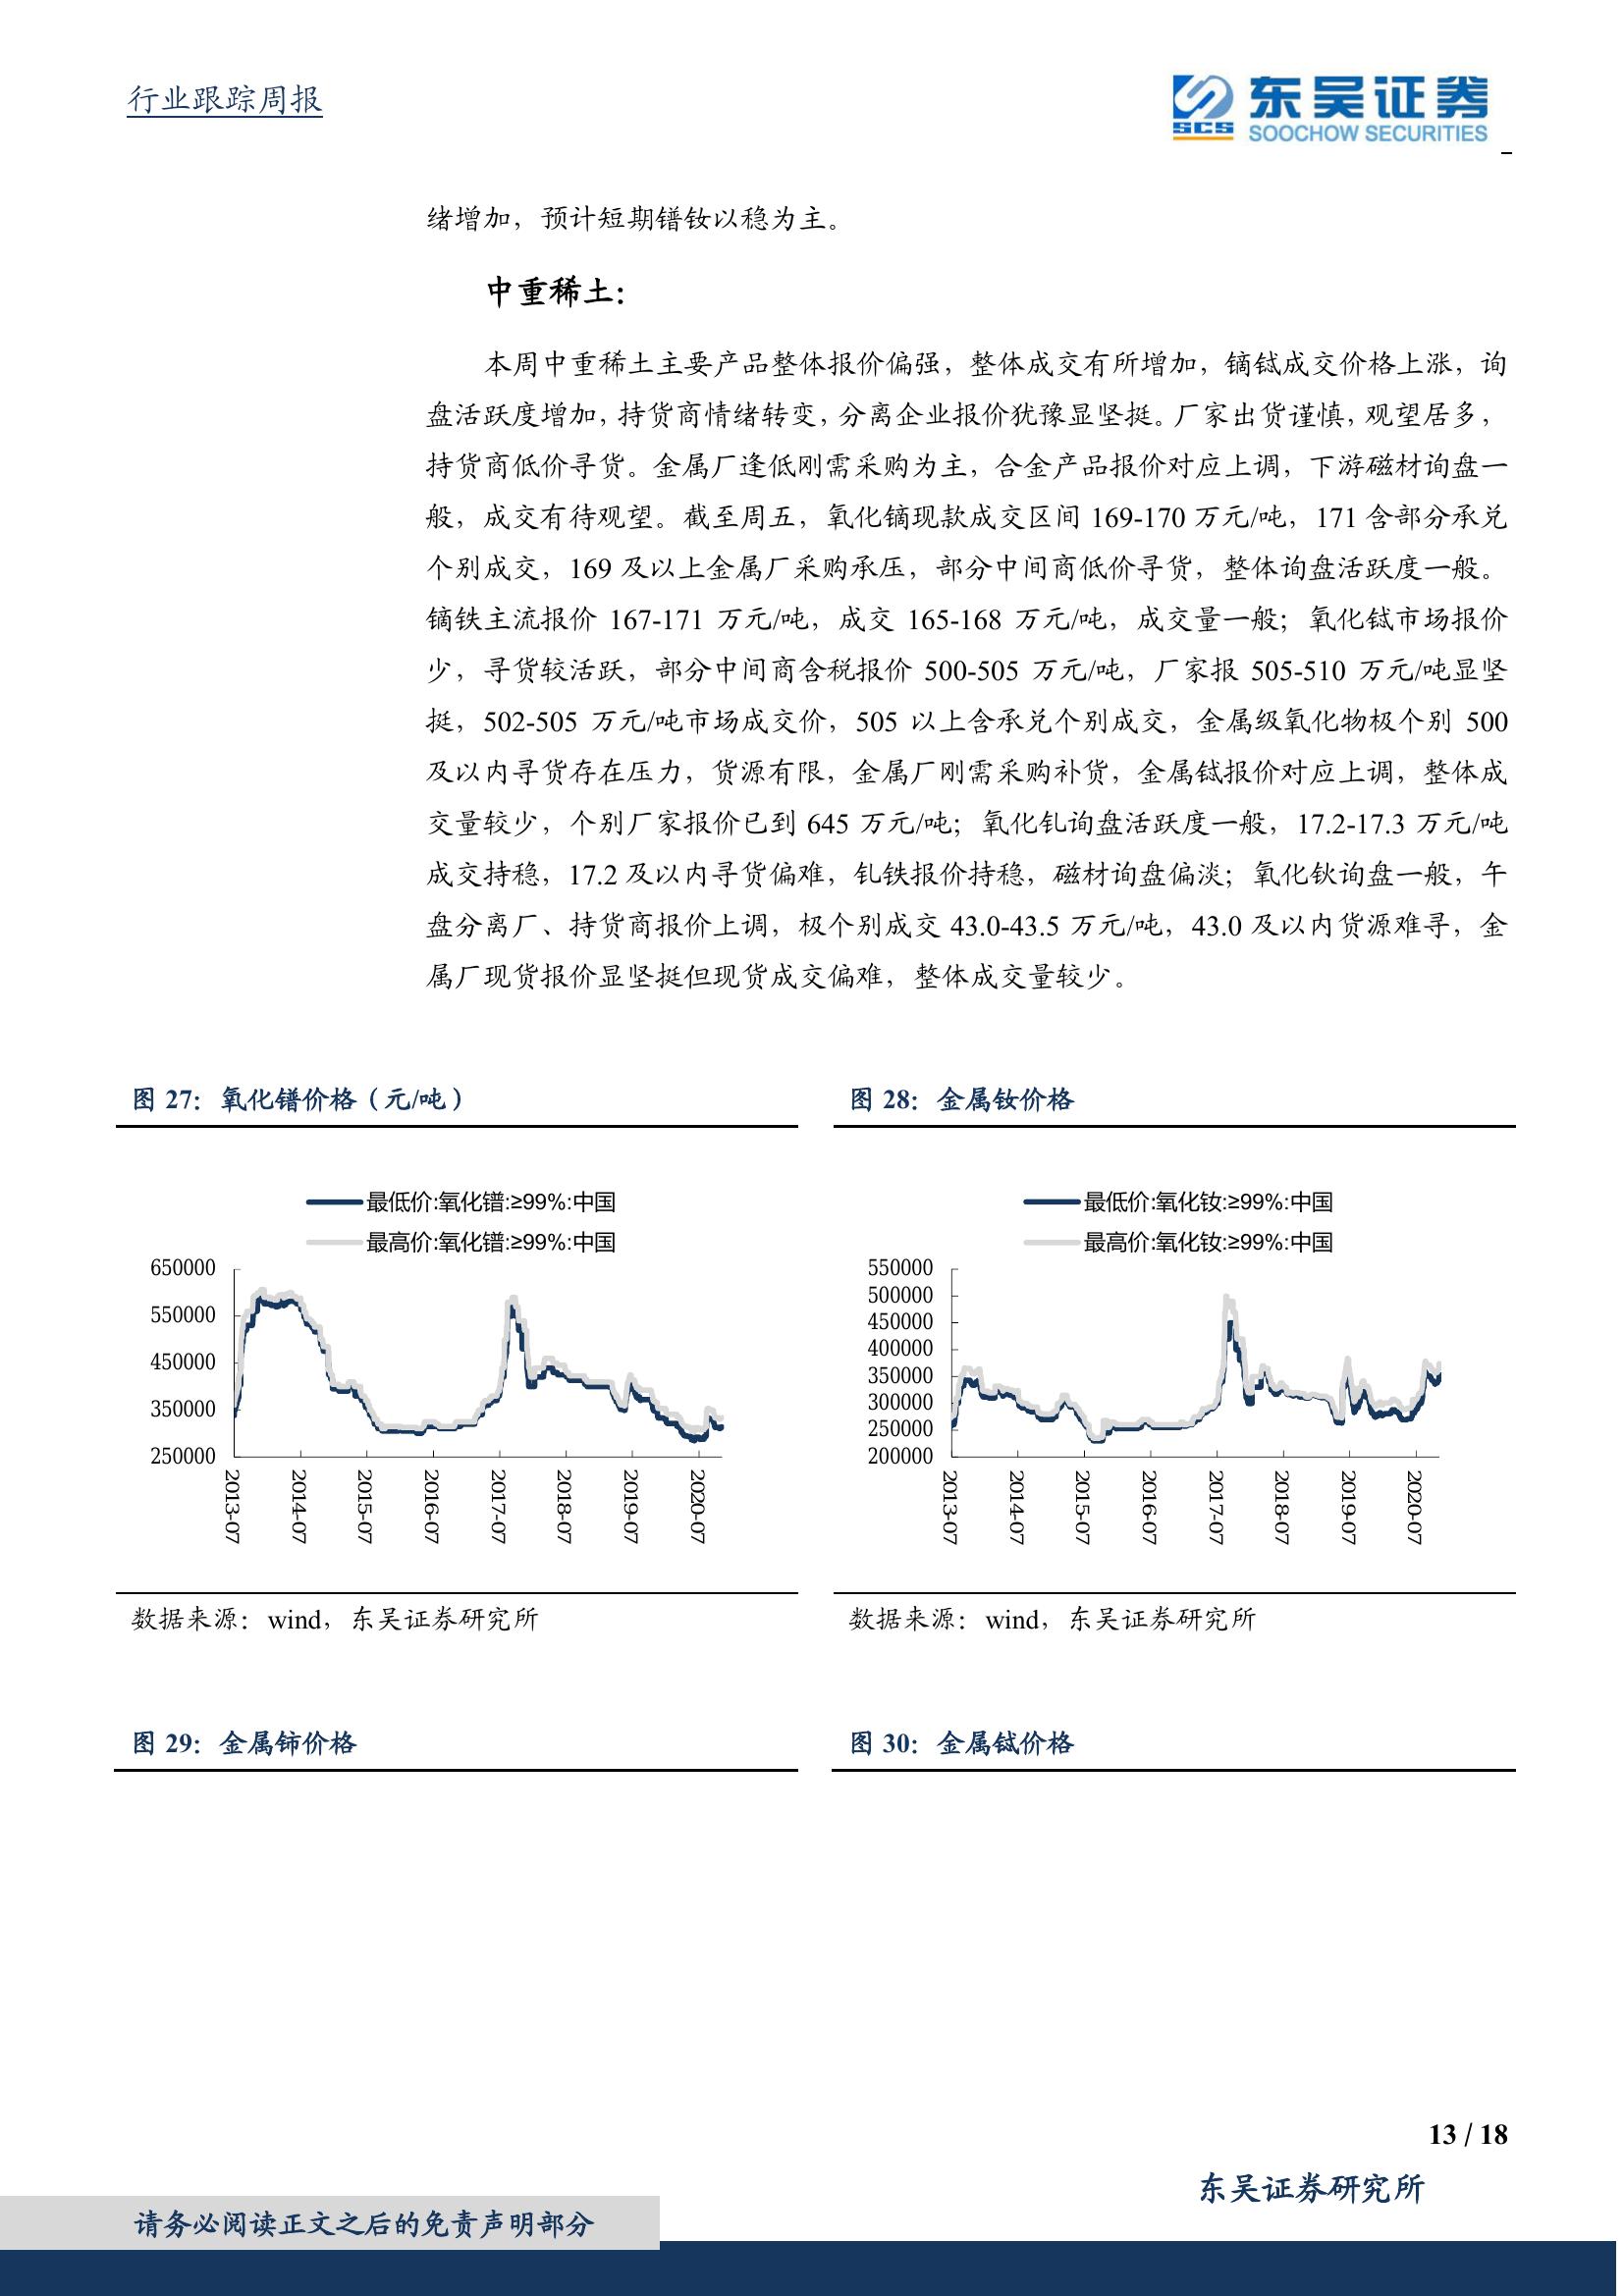 行业跟踪周报
东吴证券
SCS
SOOCHOW SECURITIES
绪增加，预计短期镨钕以稳为主。
中重稀土：
本周中重稀土主要产品整体报价偏强，整体成交有所增加，镝铽成交价格上涨，询
盘活跃度增加，持货商情绪转变，分离企业报价犹豫显坚挺。厂家出货谨慎，观望居多，
持货商低价寻货。金属厂逢低刚需采购为主，合金产品报价对应上调，下游磁材询盘一
般，成交有待观望。截至周五，氧化镝现款成交区间 169-170 万元/吨，171 含部分承兑
个别成交，169 及以上金属厂采购承压，部分中间商低价寻货，整体询盘活跃度一般。
镝铁主流报价 167-171 万元/吨，成交 165-168 万元/吨，成交量一般；氧化铽市场报价
少，寻货较活跃，部分中间商含税报价 500-505 万元/吨，厂家报 505-510 万元/吨显坚
挺，502-505 万元/吨市场成交价，505 以上含承兑个别成交，金属级氧化物极个别 500
及以内寻货存在压力，货源有限，金属厂刚需采购补货，金属铽报价对应上调，整体成
交量较少，个别厂家报价已到 645 万元/吨；氧化钆询盘活跃度一般，17.2-17.3 万元/吨
成交持稳，17.2 及以内寻货偏难，钆铁报价持稳，磁材询盘偏淡；氧化钬询盘一般，午
盘分离厂、持货商报价上调，极个别成交 43.0-43.5 万元/吨，43.0 及以内货源难寻，金
属厂现货报价显坚挺但现货成交偏难，整体成交量较少。
图 27：氧化镨价格（元/吨）
最低价:氧化镨:≥99%:中国
最高价:氧化镨:≥99%:中国
650000
550000
450000
350000
250000
2013-07
2014-07
2015-07
2016-07
2017-07
2018-07
2019-07
2020-07
数据来源：wind，东吴证券研究所
图 28：金属钕价格
最低价:氧化钕:≥99%:中国
最高价:氧化钕:≥99%:中国
550000
500000
450000
400000
350000
300000
250000
200000
2013-07
2014-07
2015-07
2016-07
2017-07
2018-07
2019-07
2020-07
数据来源：wind，东吴证券研究所
图 29：金属铈价格
图 30：金属铽价格
13 / 18
东吴证券研究所
请务必阅读正文之后的免责声明部分